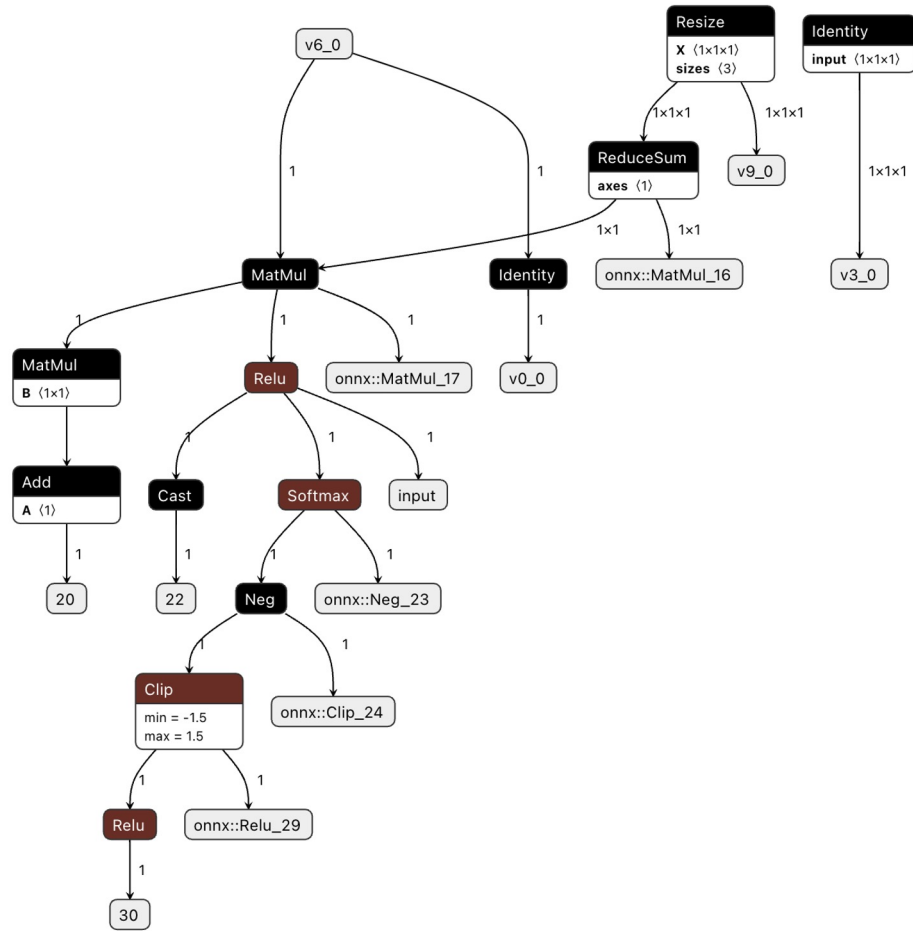 v6_0
Resize
X ⟨1×1×1⟩
sizes ⟨3⟩
Identity
input ⟨1×1×1⟩
1×1×1
1×1×1
ReduceSum
axes ⟨1⟩
v9_0
1
1
1×1×1
1×1
1×1
MatMul
Identity
onnx::MatMul_16
v3_0
1
1
1
1
MatMul
B ⟨1×1⟩
Relu
onnx::MatMul_17
v0_0
1
1
1
Add
A ⟨1⟩
Cast
Softmax
input
1
1
1
1
20
22
Neg
onnx::Neg_23
1
1
Clip
min = -1.5
max = 1.5
onnx::Clip_24
1
1
Relu
onnx::Relu_29
1
30